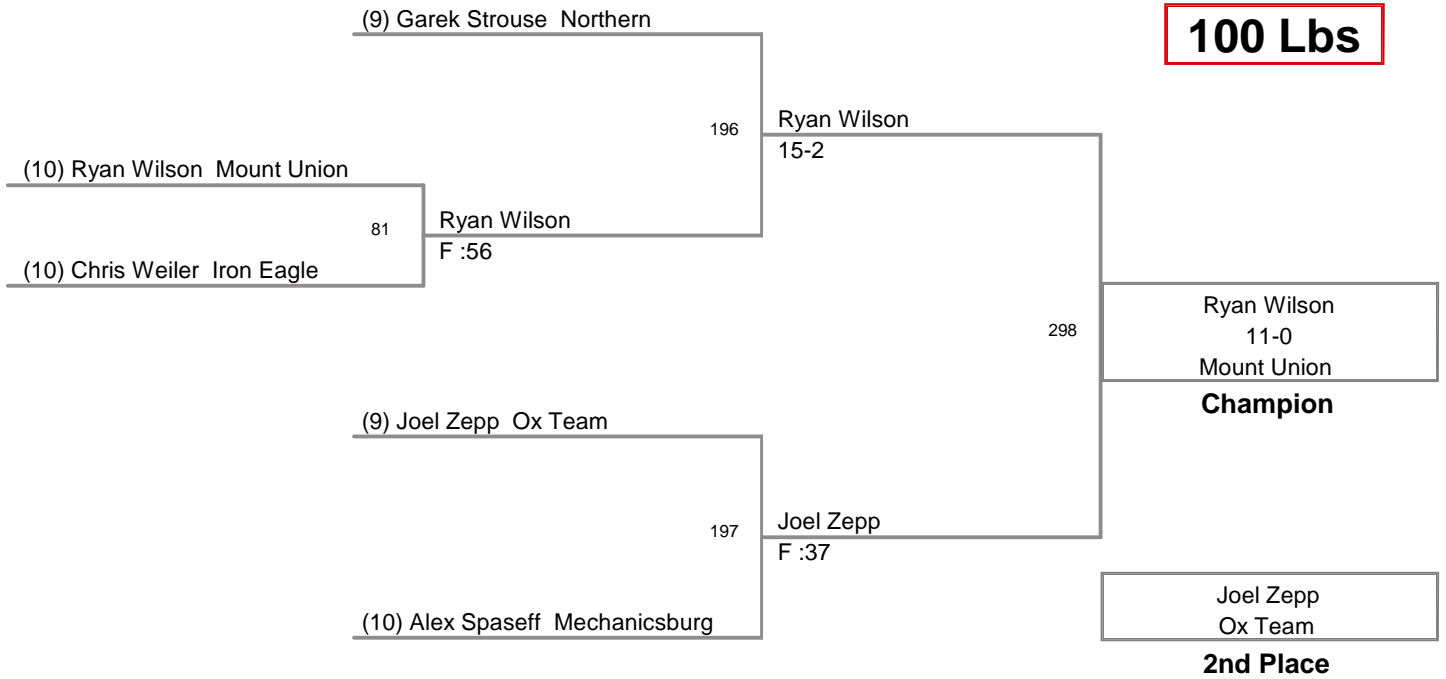 (9) Garek Strouse Northern
100 Lbs
196
Ryan Wilson
15-2
(10) Ryan Wilson Mount Union
81
Ryan Wilson
F :56
(10) Chris Weiler Iron Eagle
298
Ryan Wilson
11-0
Mount Union
Champion
(9) Joel Zepp Ox Team
197
Joel Zepp
F :37
(10) Alex Spaseff Mechanicsburg
Joel Zepp
Ox Team
2nd Place